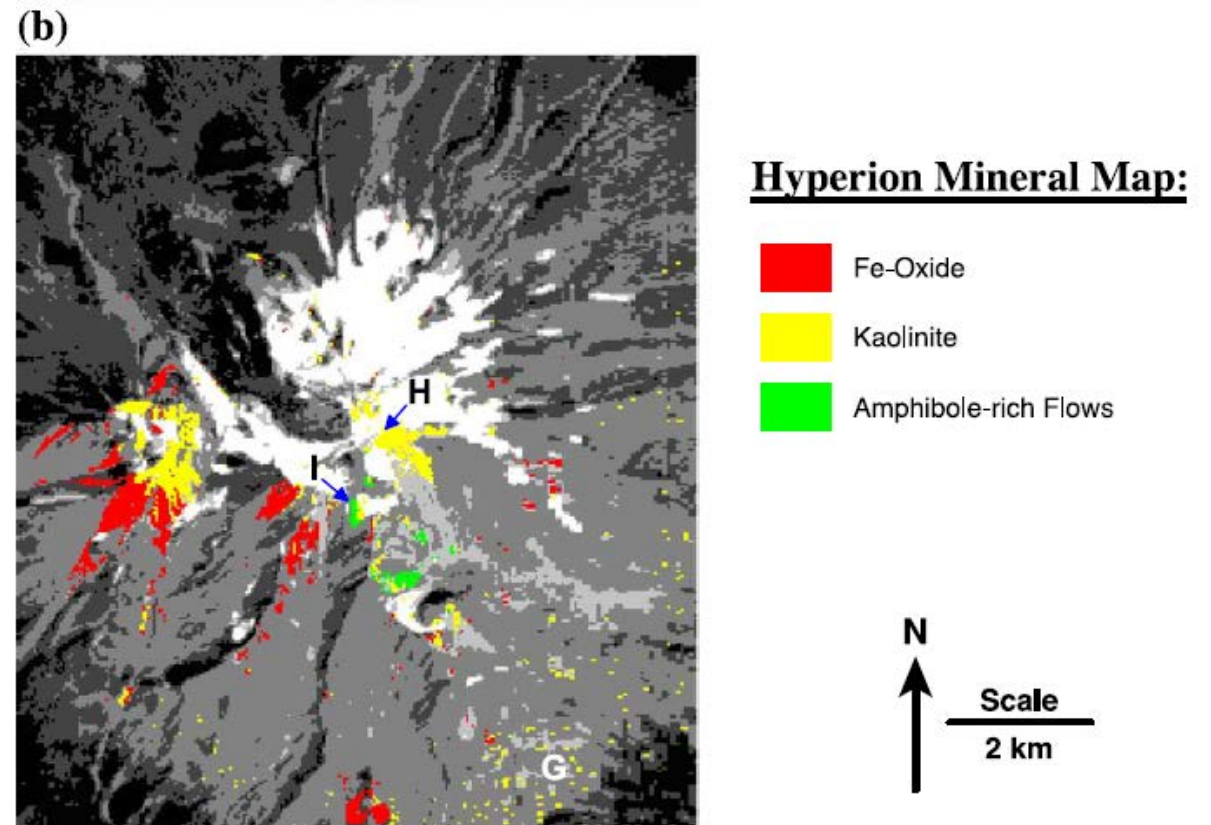 (b)
Hyperion Mineral Map:
Fe-Oxide
Kaolinite
Amphibole-rich Flows
H
I
G
N
Scale
2 km